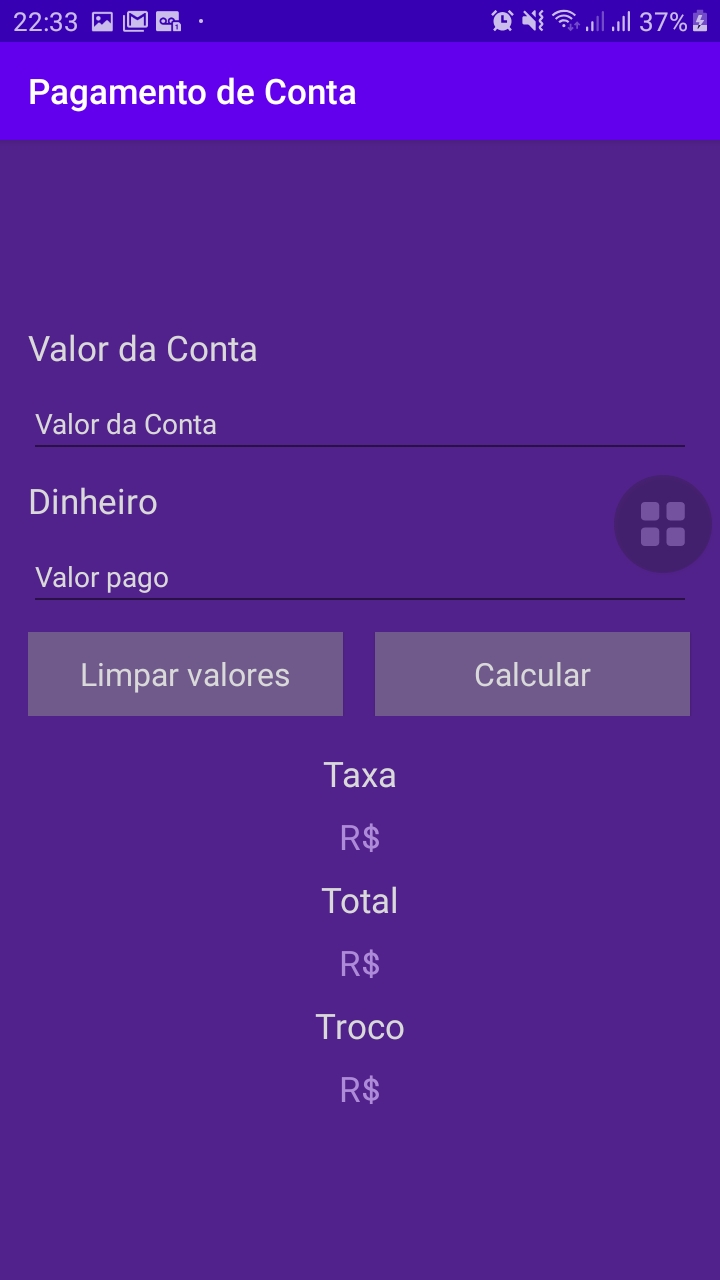 22:33 37%
Pagamento de Conta
Valor da Conta
Valor da Conta
Dinheiro
Valor pago
Limpar valores Calcular
Taxa
R$
Total
R$
Troco
R$